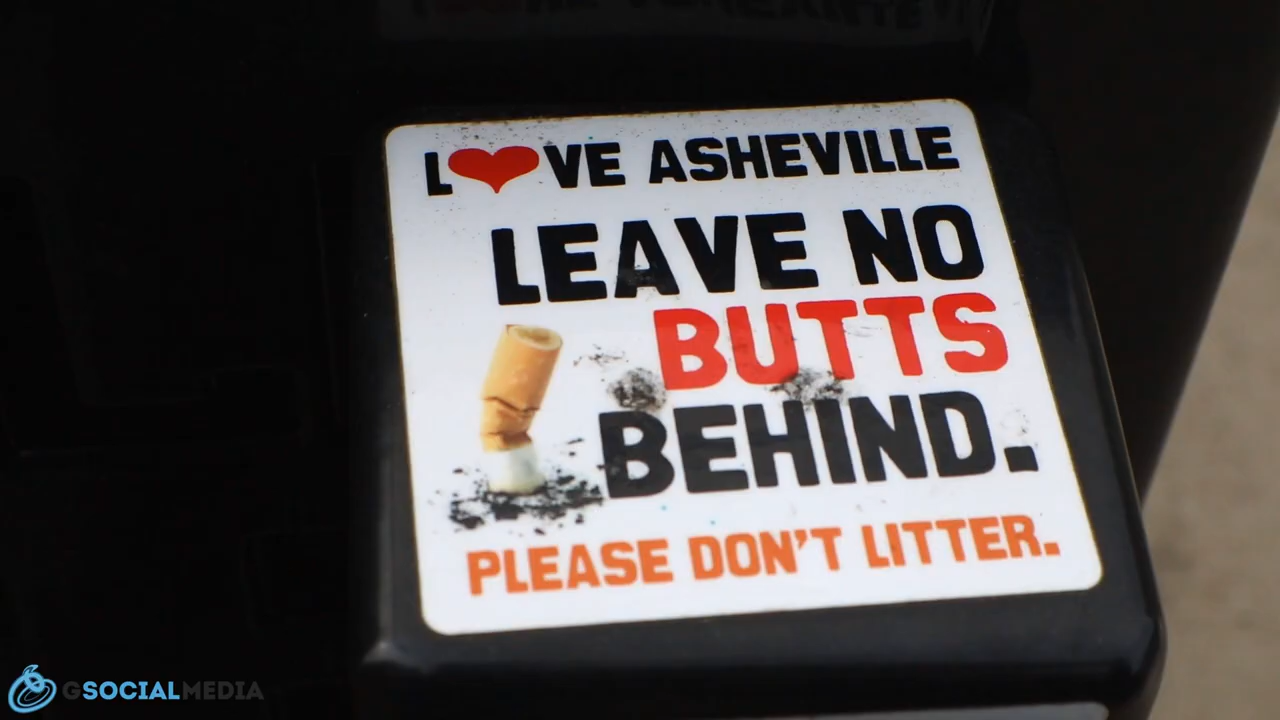 L❤VE ASHEVILLE
LEAVE NO
BUTTS
BEHIND.
PLEASE DON'T LITTER.
GSOCIALMEDIA